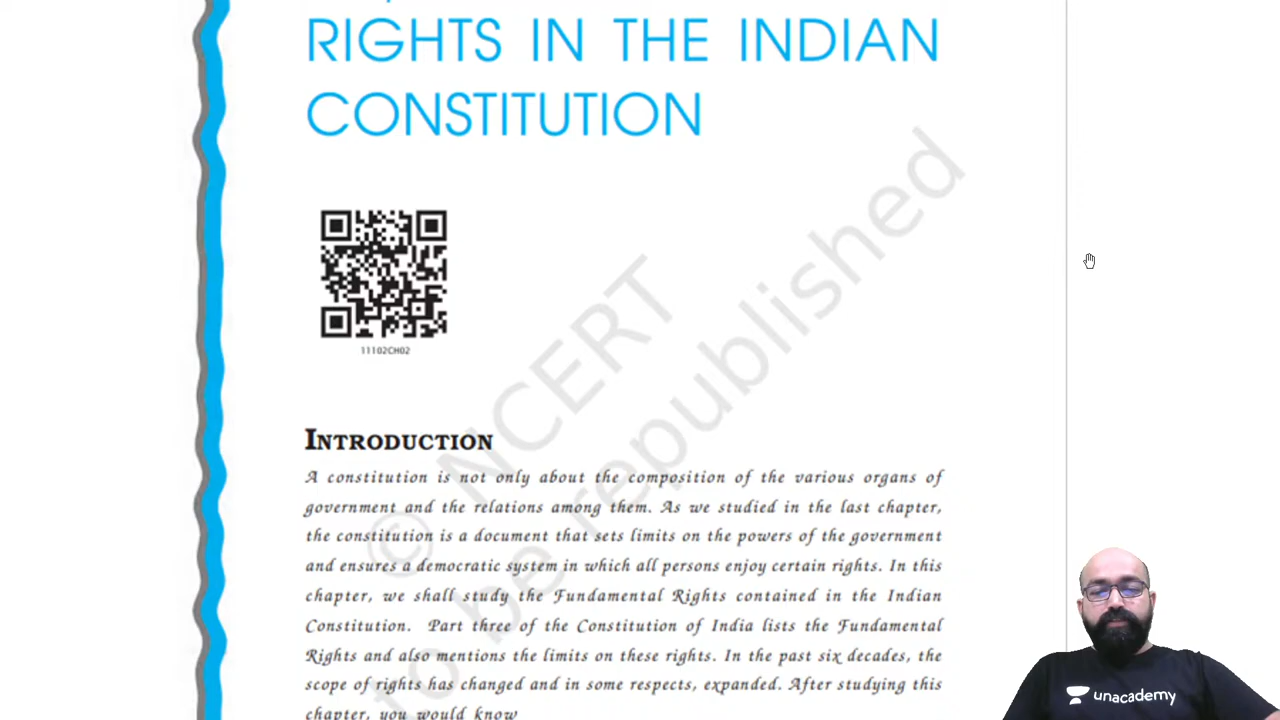 RIGHTS IN THE INDIAN
CONSTITUTION
11102CH02
INTRODUCTION
A constitution is not only about the composition of the various organs of
government and the relations among them. As we studied in the last chapter,
the constitution is a document that sets limits on the powers of the government
and ensures a democratic system in which all persons enjoy certain rights. In this
chapter, we shall study the Fundamental Rights contained in the Indian
Constitution. Part three of the Constitution of India lists the Fundamental
Rights and also mentions the limits on these rights. In the past six decades, the
scope of rights has changed and in some respects, expanded. After studying this
chapter, you would know
© NCERT
to be republished
unacademy